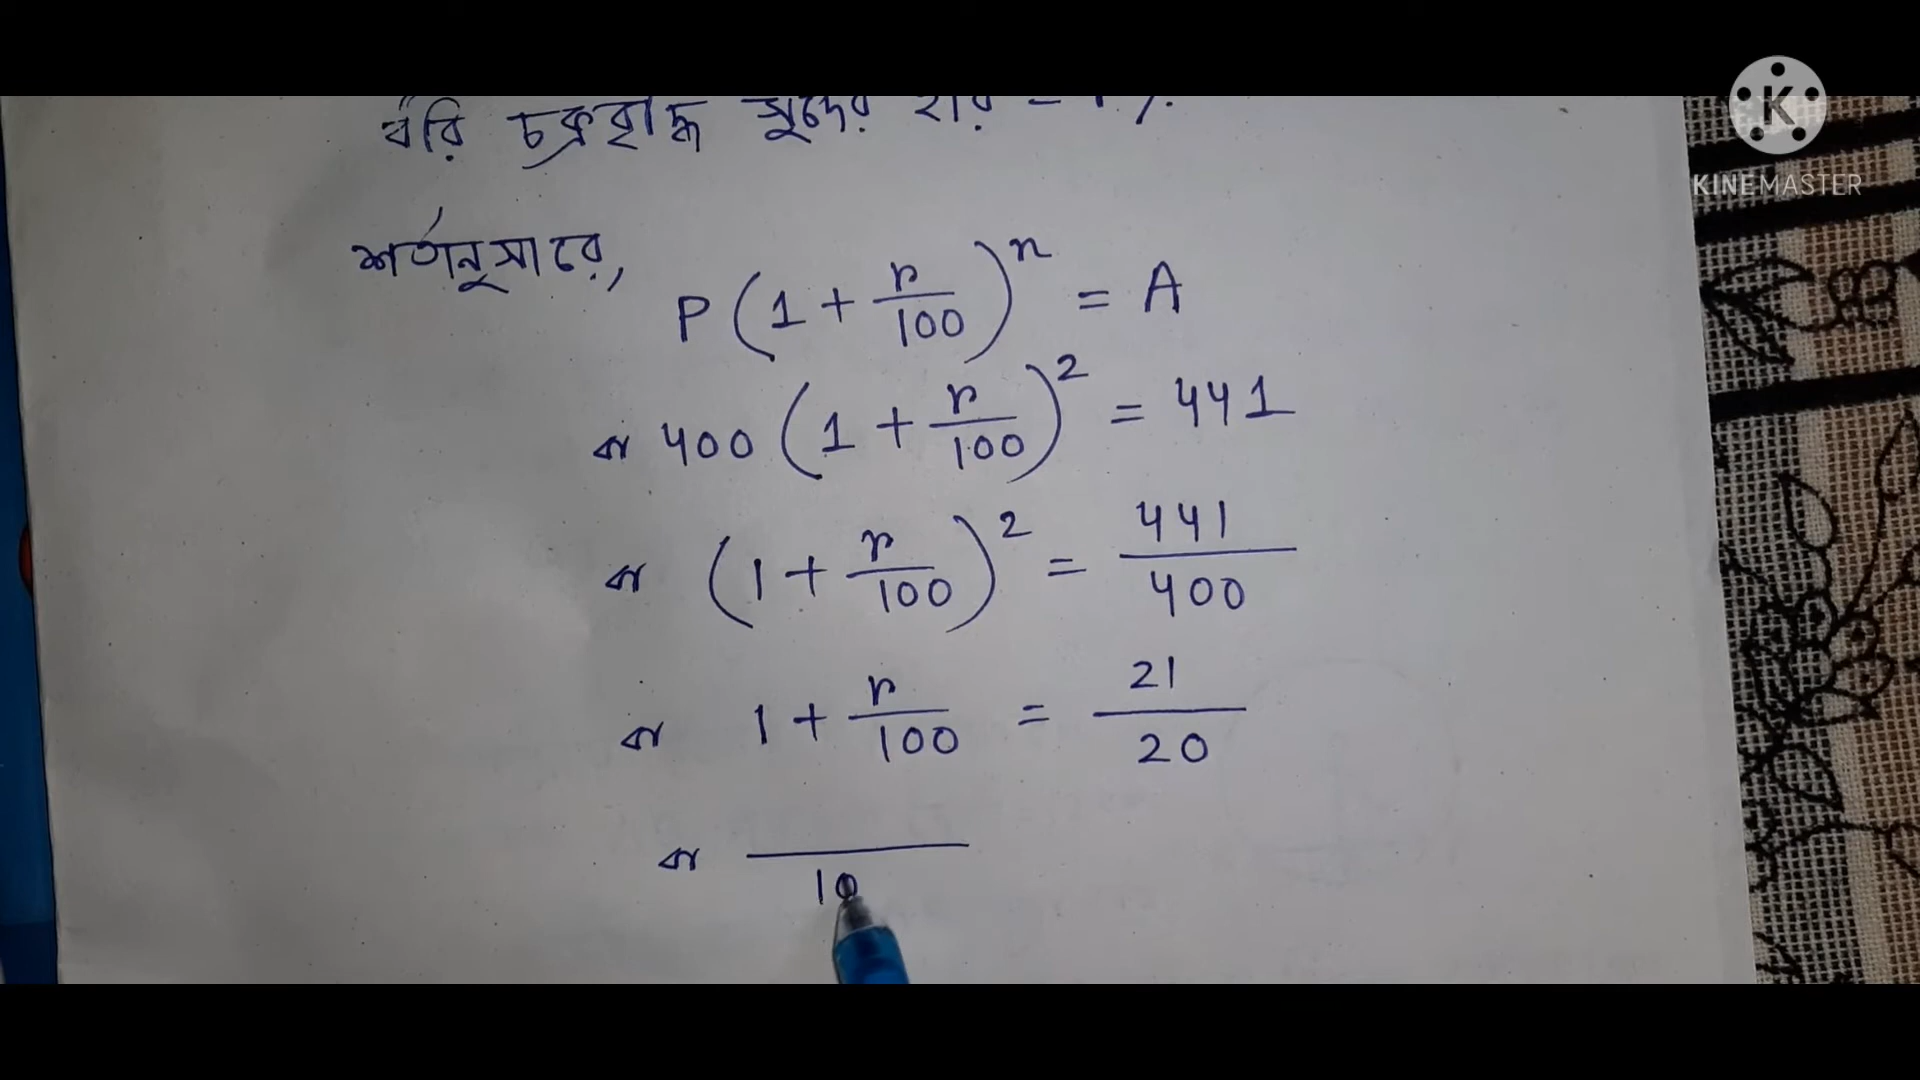 ধরি চক্রবৃদ্ধি সুদের হার = r %.
KINEMASTER
শর্তানুসারে,
P(1 + r/100)^n = A
বা 400 (1 + r/100)^2 = 441
বা (1 + r/100)^2 = 441/400
বা 1 + r/100 = 21/20
বা /10